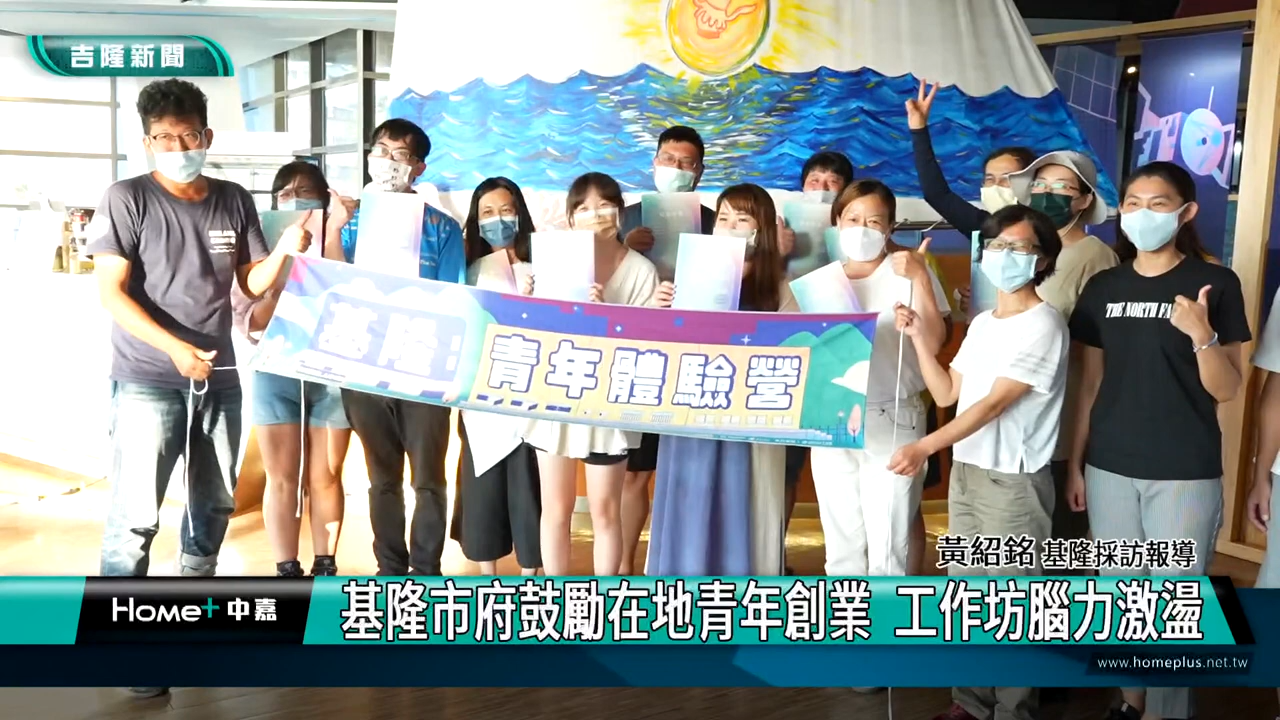 吉隆新聞
基隆
青年體驗營
THE NORTH FA
黃紹銘 基隆採訪報導
Home+ 中嘉
基隆市府鼓勵在地青年創業 工作坊腦力激盪
www.homeplus.net.tw